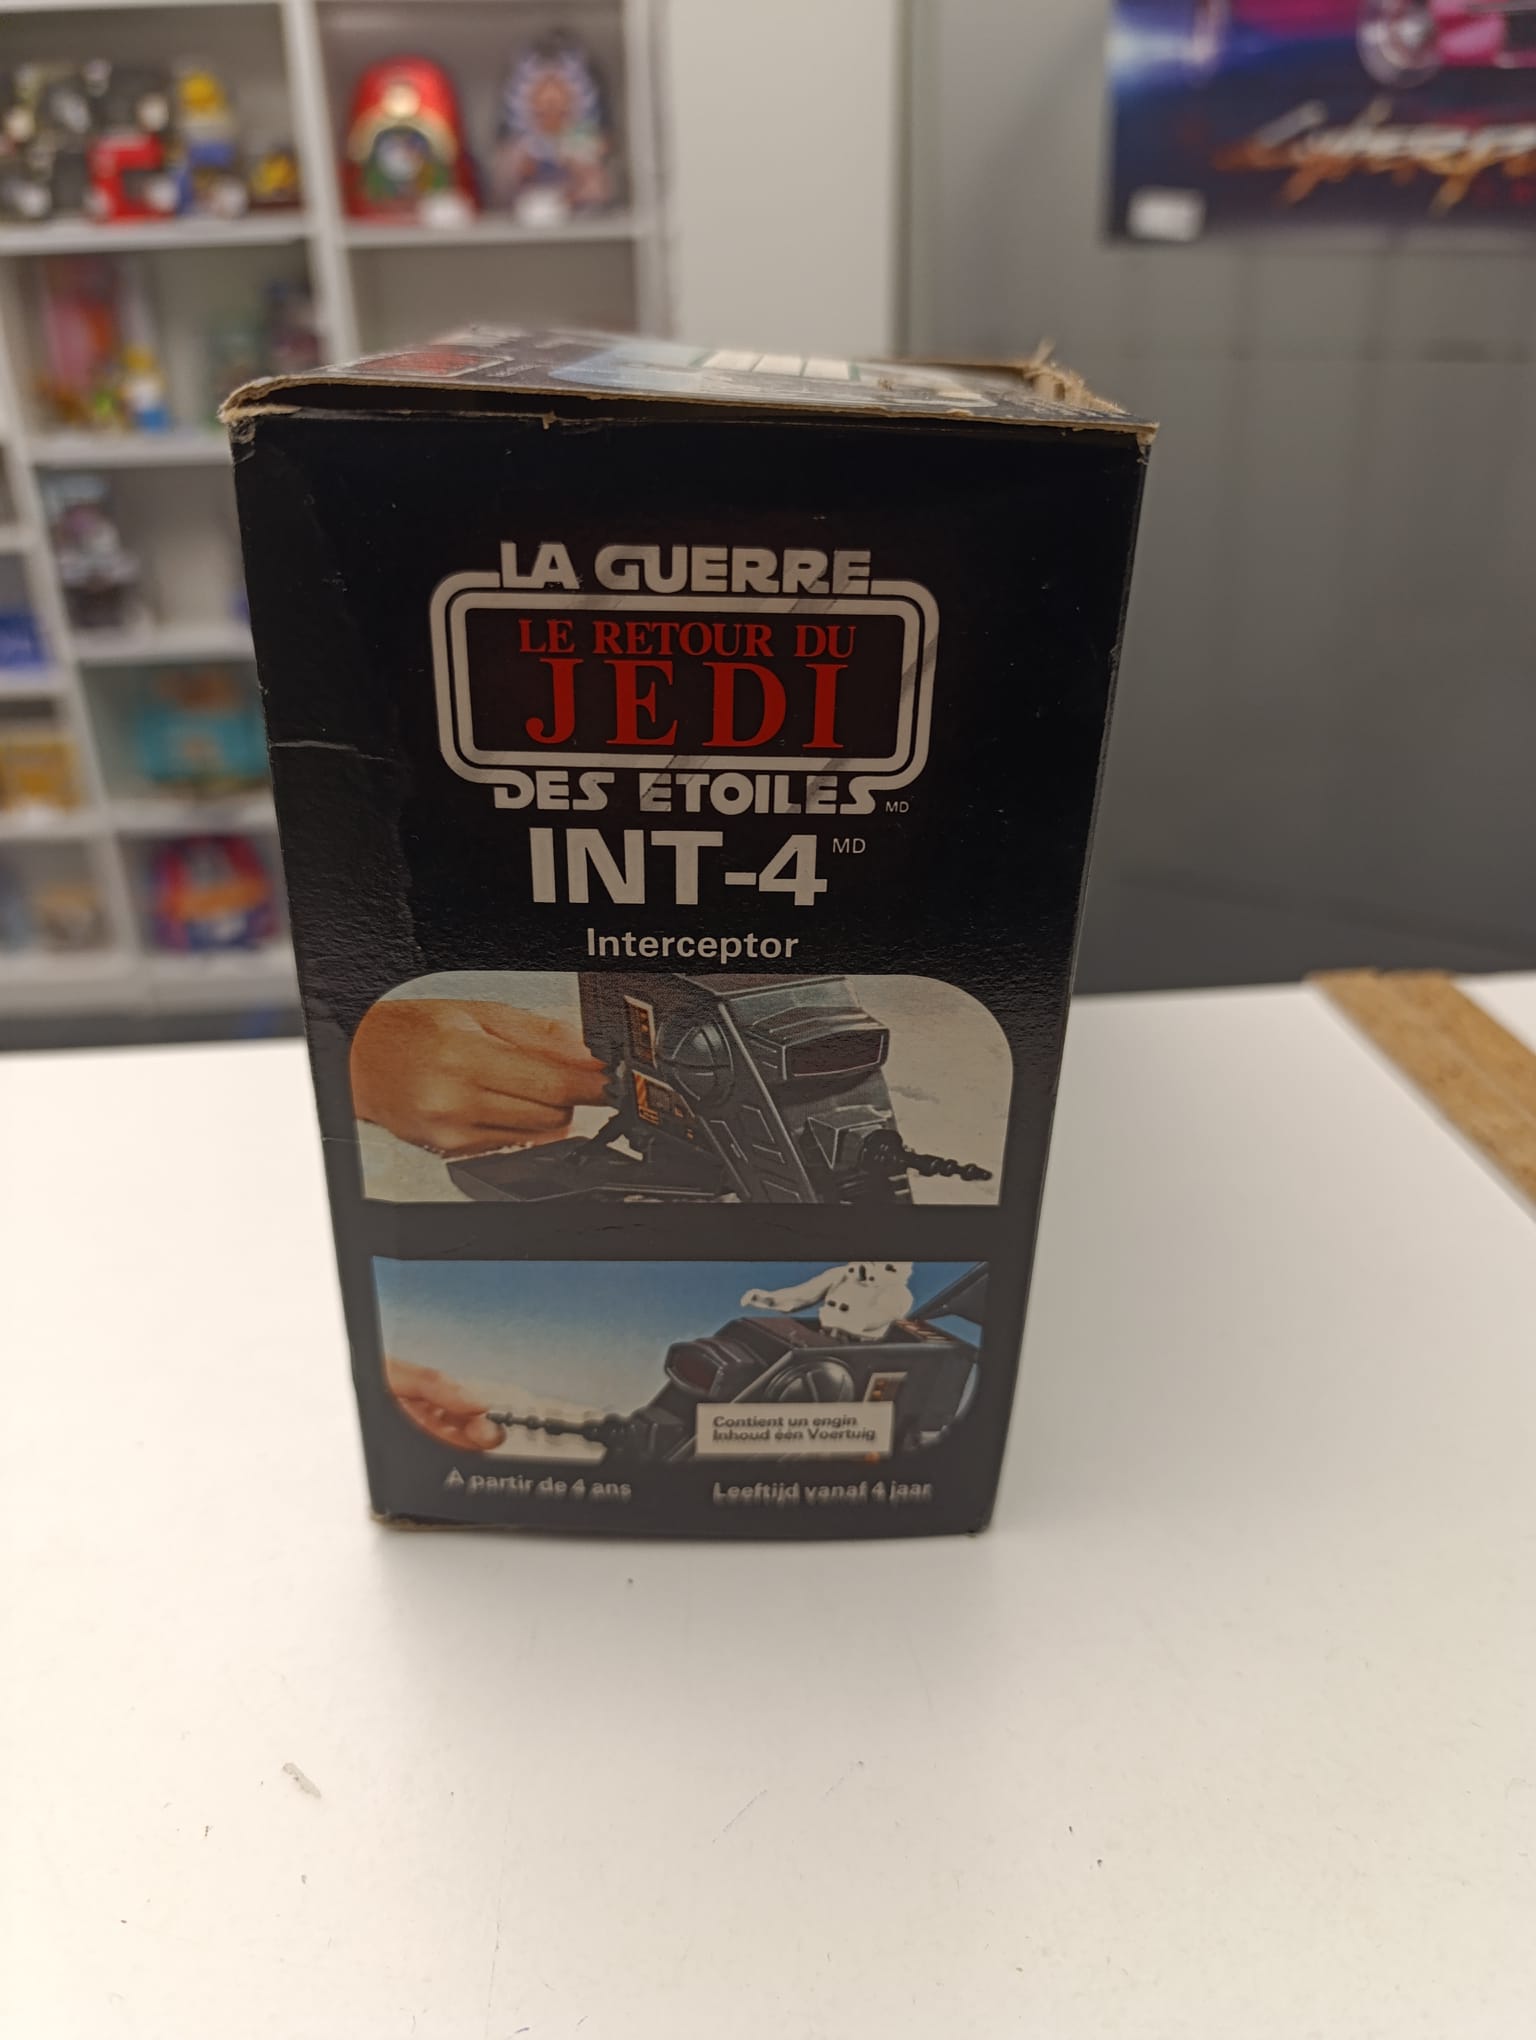 LA GUERRE
LE RETOUR DU
JEDI
DES ETOILES MD
INT-4 MD
Interceptor
Contient un engin
Inhoud één Voertuig
A partir de 4 ans
Leeftijd vanaf 4 jaar